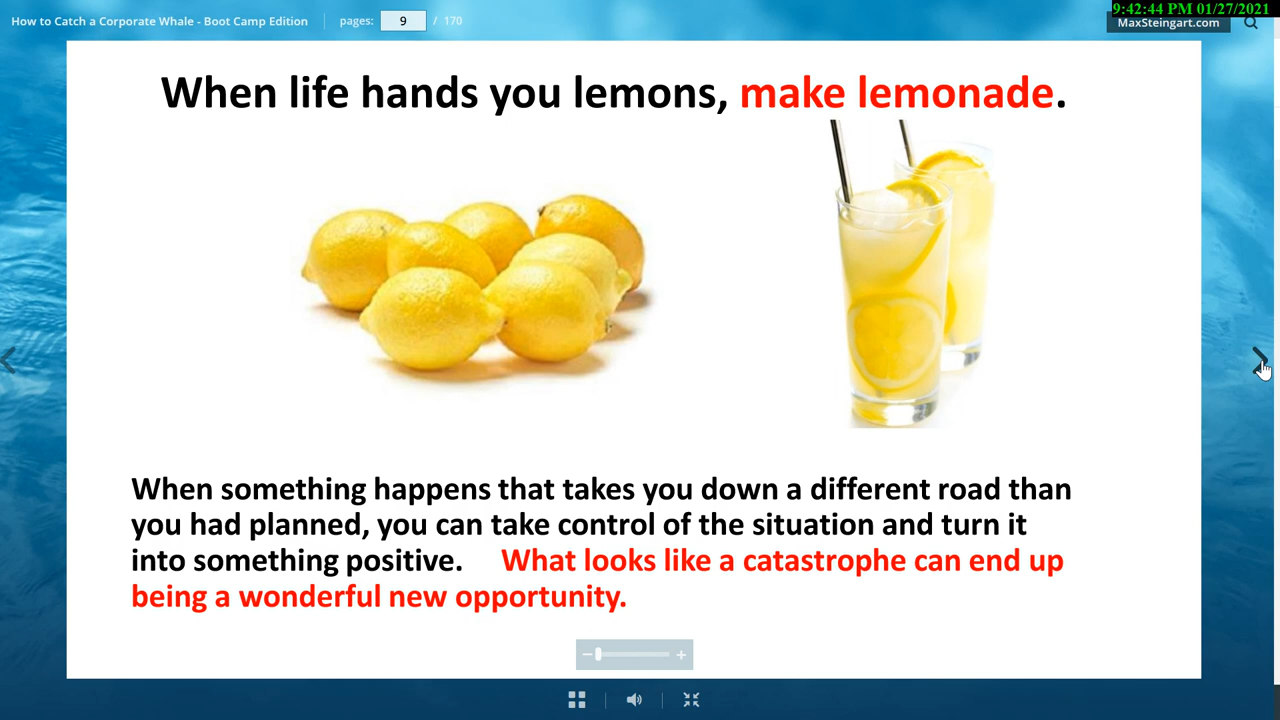 9:42:44 PM 01/27/2021
How to Catch a Corporate Whale - Boot Camp Edition pages: 9 / 170 MaxSteingart.com
When life hands you lemons, make lemonade.
When something happens that takes you down a different road than
you had planned, you can take control of the situation and turn it
into something positive. What looks like a catastrophe can end up
being a wonderful new opportunity.